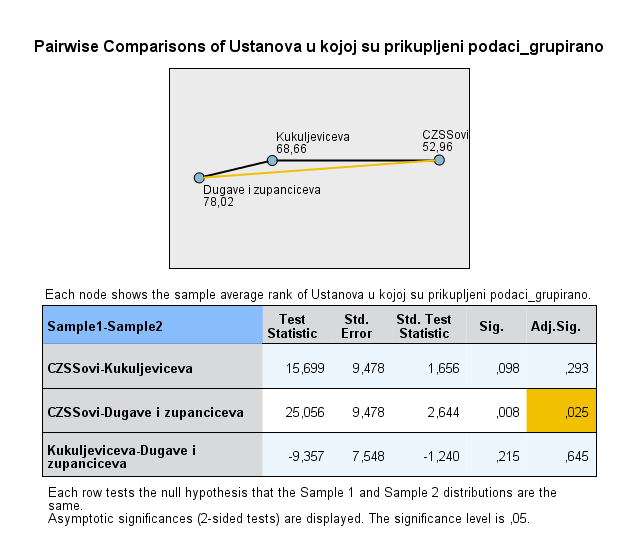 Pairwise Comparisons of Ustanova u kojoj su prikupljeni podaci_grupirano
Kukuljeviceva
68,66
CZSSovi
52,96
Dugave i zupanciceva
78,02
Each node shows the sample average rank of Ustanova u kojoj su prikupljeni podaci_grupirano.
Sample1-Sample2 Test Statistic Std. Error Std. Test Statistic Sig. Adj.Sig.
CZSSovi-Kukuljeviceva 15,699 9,478 1,656 ,098 ,293
CZSSovi-Dugave i zupanciceva 25,056 9,478 2,644 ,008 ,025
Kukuljeviceva-Dugave i zupanciceva -9,357 7,548 -1,240 ,215 ,645
Each row tests the null hypothesis that the Sample 1 and Sample 2 distributions are the
same.
Asymptotic significances (2-sided tests) are displayed. The significance level is ,05.